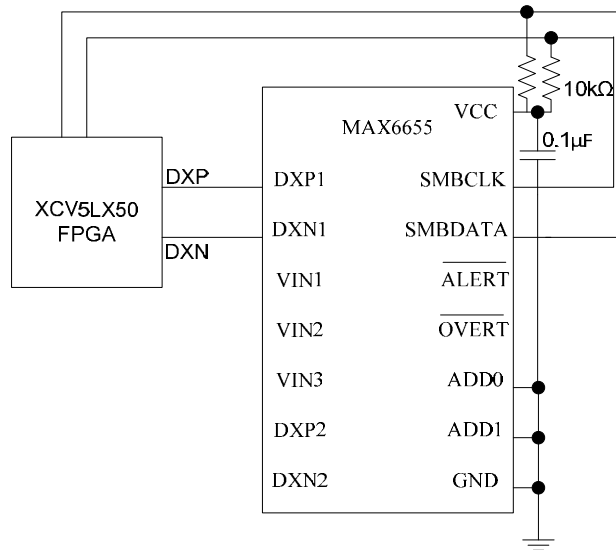 10kΩ
VCC
MAX6655
0.1µF
DXP
DXP1
SMBCLK
XCV5LX50
FPGA
DXN
DXN1
SMBDATA
VIN1
ALERT
VIN2
OVERT
VIN3
ADD0
DXP2
ADD1
DXN2
GND